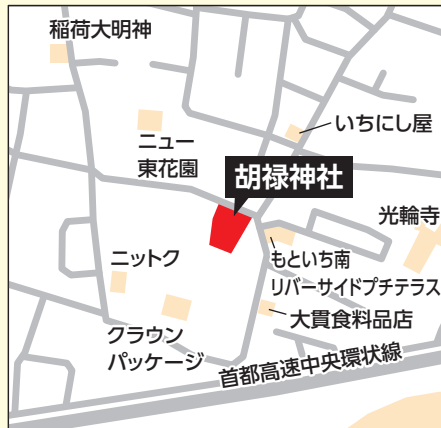 稲荷大明神
いちにし屋
ニュー
東花園
胡禄神社
光輪寺
もといち南
リバーサイドプチテラス
ニットク
大貫食料品店
クラウン
パッケージ
首都高速中央環状線